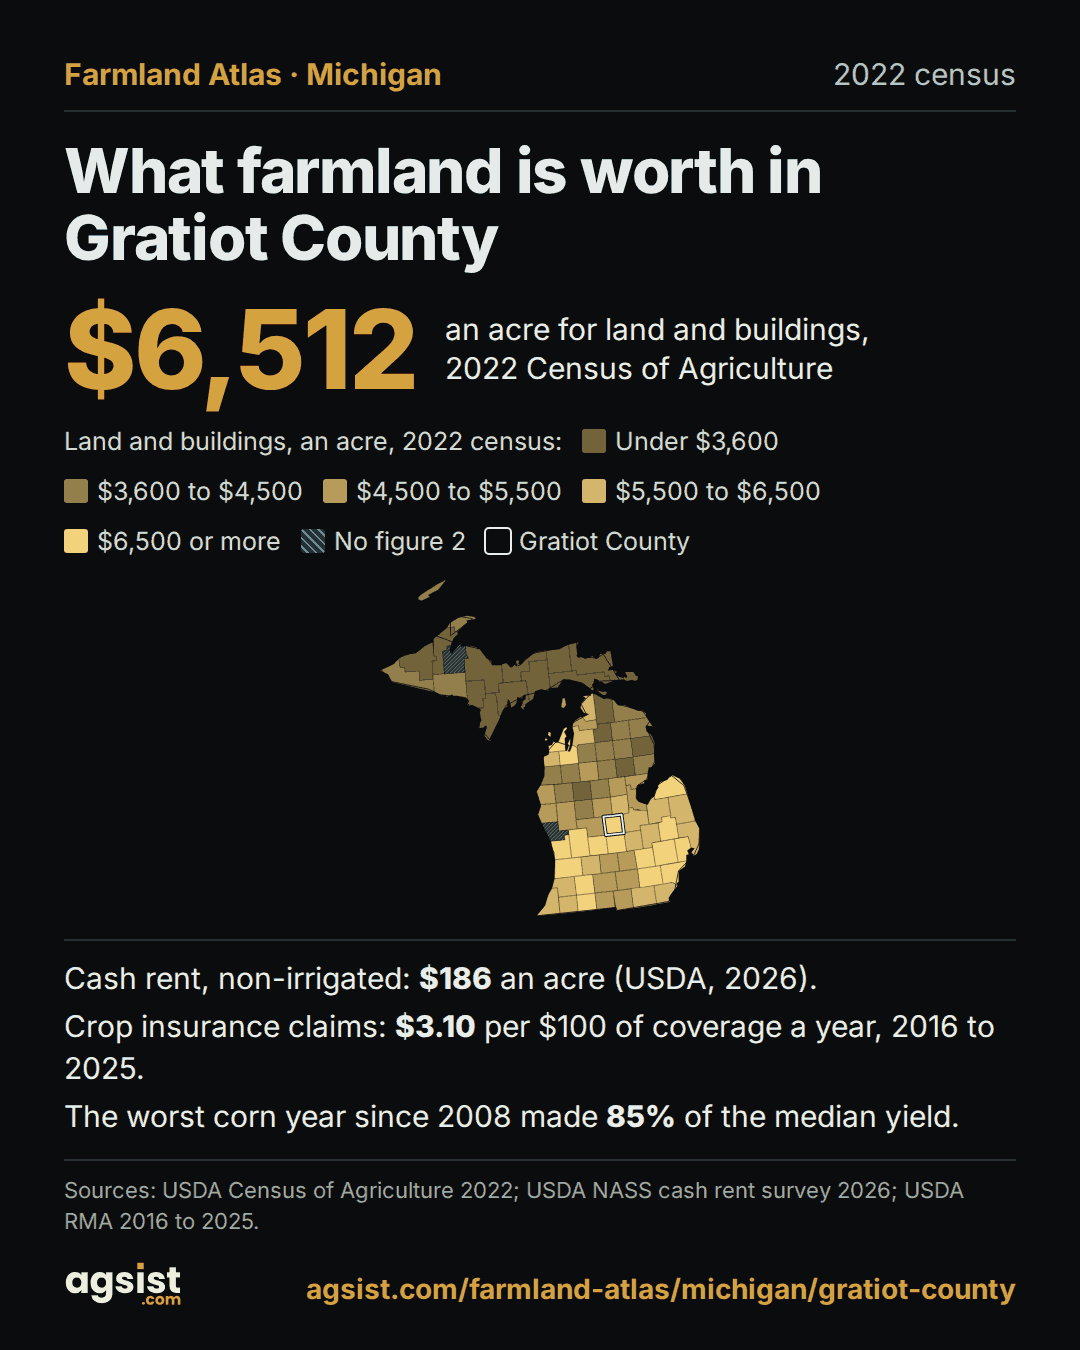 Farmland Atlas · Michigan
2022 census
What farmland is worth in
Gratiot County
$6,512
an acre for land and buildings,
2022 Census of Agriculture
Land and buildings, an acre, 2022 census: Under $3,600
$3,600 to $4,500 $4,500 to $5,500 $5,500 to $6,500
$6,500 or more No figure 2 Gratiot County
Cash rent, non-irrigated: $186 an acre (USDA, 2026).
Crop insurance claims: $3.10 per $100 of coverage a year, 2016 to
2025.
The worst corn year since 2008 made 85% of the median yield.
Sources: USDA Census of Agriculture 2022; USDA NASS cash rent survey 2026; USDA
RMA 2016 to 2025.
agsist
.com
agsist.com/farmland-atlas/michigan/gratiot-county